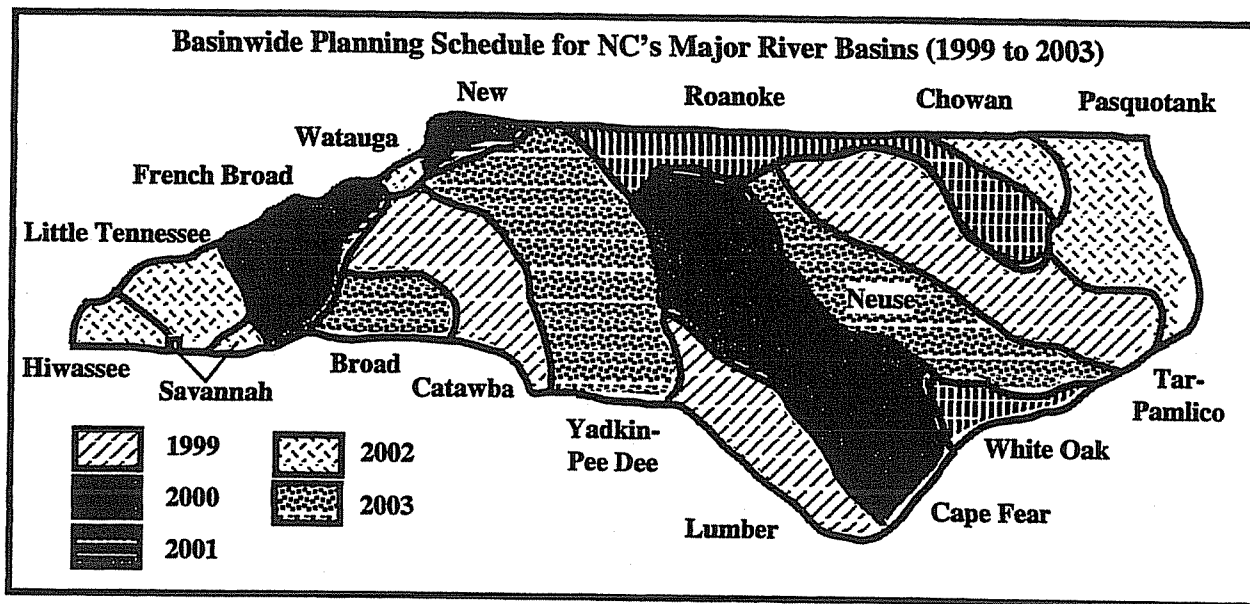 Basinwide Planning Schedule for NC's Major River Basins (1999 to 2003)
New
Roanoke
Chowan
Pasquotank
Watauga
French Broad
Little Tennessee
Neuse
Hiwassee
Savannah
Broad
Catawba
Yadkin-
Pee Dee
Lumber
Cape Fear
White Oak
Tar-
Pamlico
1999
2000
2001
2002
2003